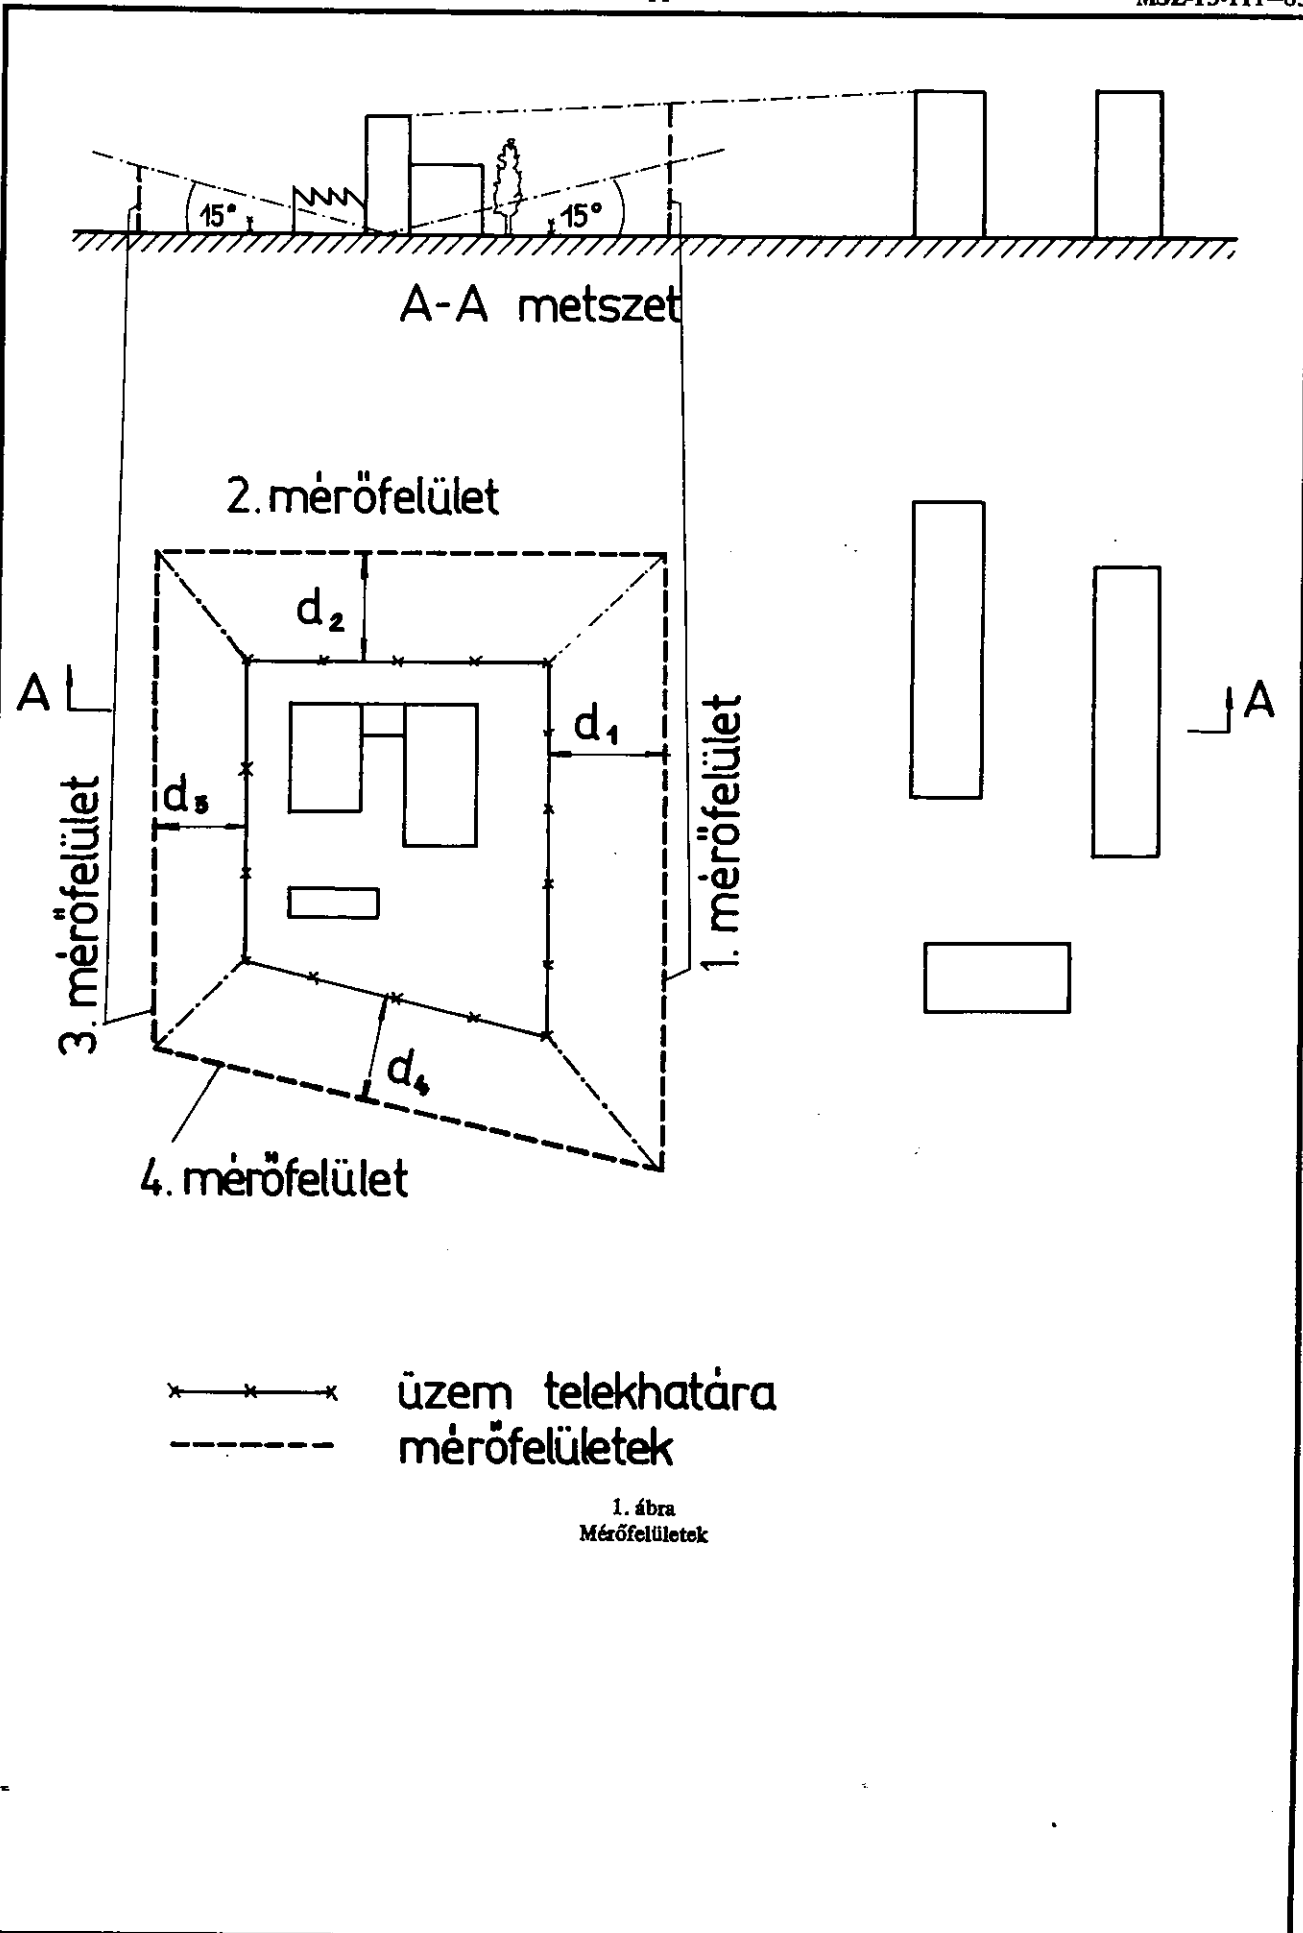 15°
15°
A-A metszet
2. mérőfelület
d₂
A
d₁
A
1. mérőfelület
d₃
3. mérőfelület
d₄
4. mérőfelület
üzem telekhatára
mérőfelületek
1. ábra
Mérőfelületek